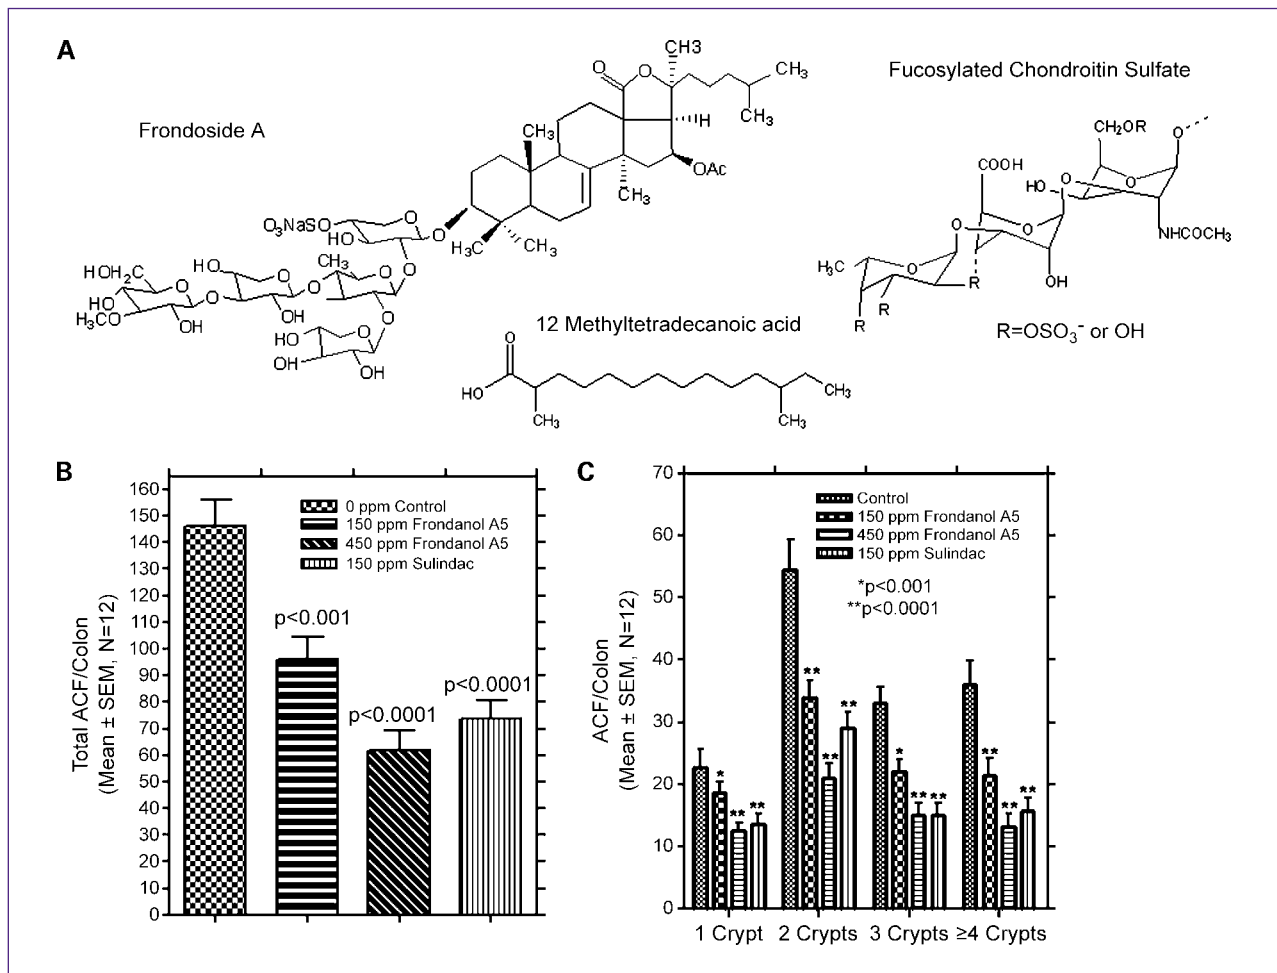 A
Frondoside A
CH3
O
O
CH₃
CH₃
H
OAc
CH₃
CH₃
O₃NaSO
O
O
HO
H₃C
CH₃
HOH₂C
HO
CH₃
O
O
O
O
O
O
HO
H₃CO
OH
OH
O
HO
O
OH
OH
Fucosylated Chondroitin Sulfate
CH₂OR
O
COOH
HO
O
O
O
O
NHCOCH₃
H₃C
O
R
OH
R
R
R=OSO₃⁻ or OH
12 Methyltetradecanoic acid
O
HO
CH₃
CH₃
CH₃
B
Total ACF/Colon
(Mean ± SEM, N=12)
160
150
140
130
120
110
100
90
80
70
60
50
40
30
20
10
0
0 ppm Control
150 ppm Frondanol A5
450 ppm Frondanol A5
150 ppm Sulindac
p<0.001
p<0.0001
p<0.0001
C
ACF/Colon
(Mean ± SEM, N=12)
70
60
50
40
30
20
10
0
Control
150 ppm Frondanol A5
450 ppm Frondanol A5
150 ppm Sulindac
*p<0.001
**p<0.0001
*
**
**
**
**
**
*
**
**
**
**
**
1 Crypt
2 Crypts
3 Crypts
≥4 Crypts